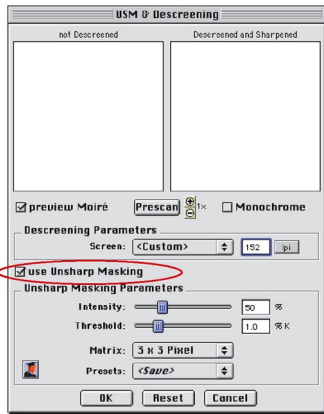 USM & Descreening
not Descreened
Descreened and Sharpened
preview Moiré
Prescan
1x
Monochrome
Descreening Parameters
Screen: <Custom> 152 lpi
use Unsharp Masking
Unsharp Masking Parameters
Intensity: 50 %
Threshold: 1.0 % K
Matrix: 3 x 3 Pixel
Presets: <Save>
OK Reset Cancel